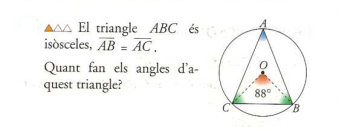 El triangle ABC és
isòsceles, AB = AC.
Quant fan els angles d'a-
quest triangle?
A
O
88°
C
B